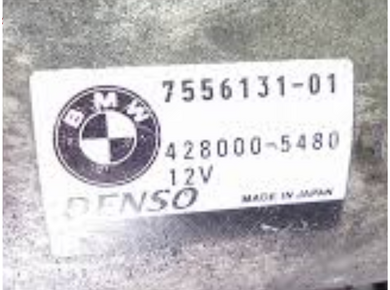 BMW
7556131-01
428000-5480
12V
DENSO
MADE IN JAPAN